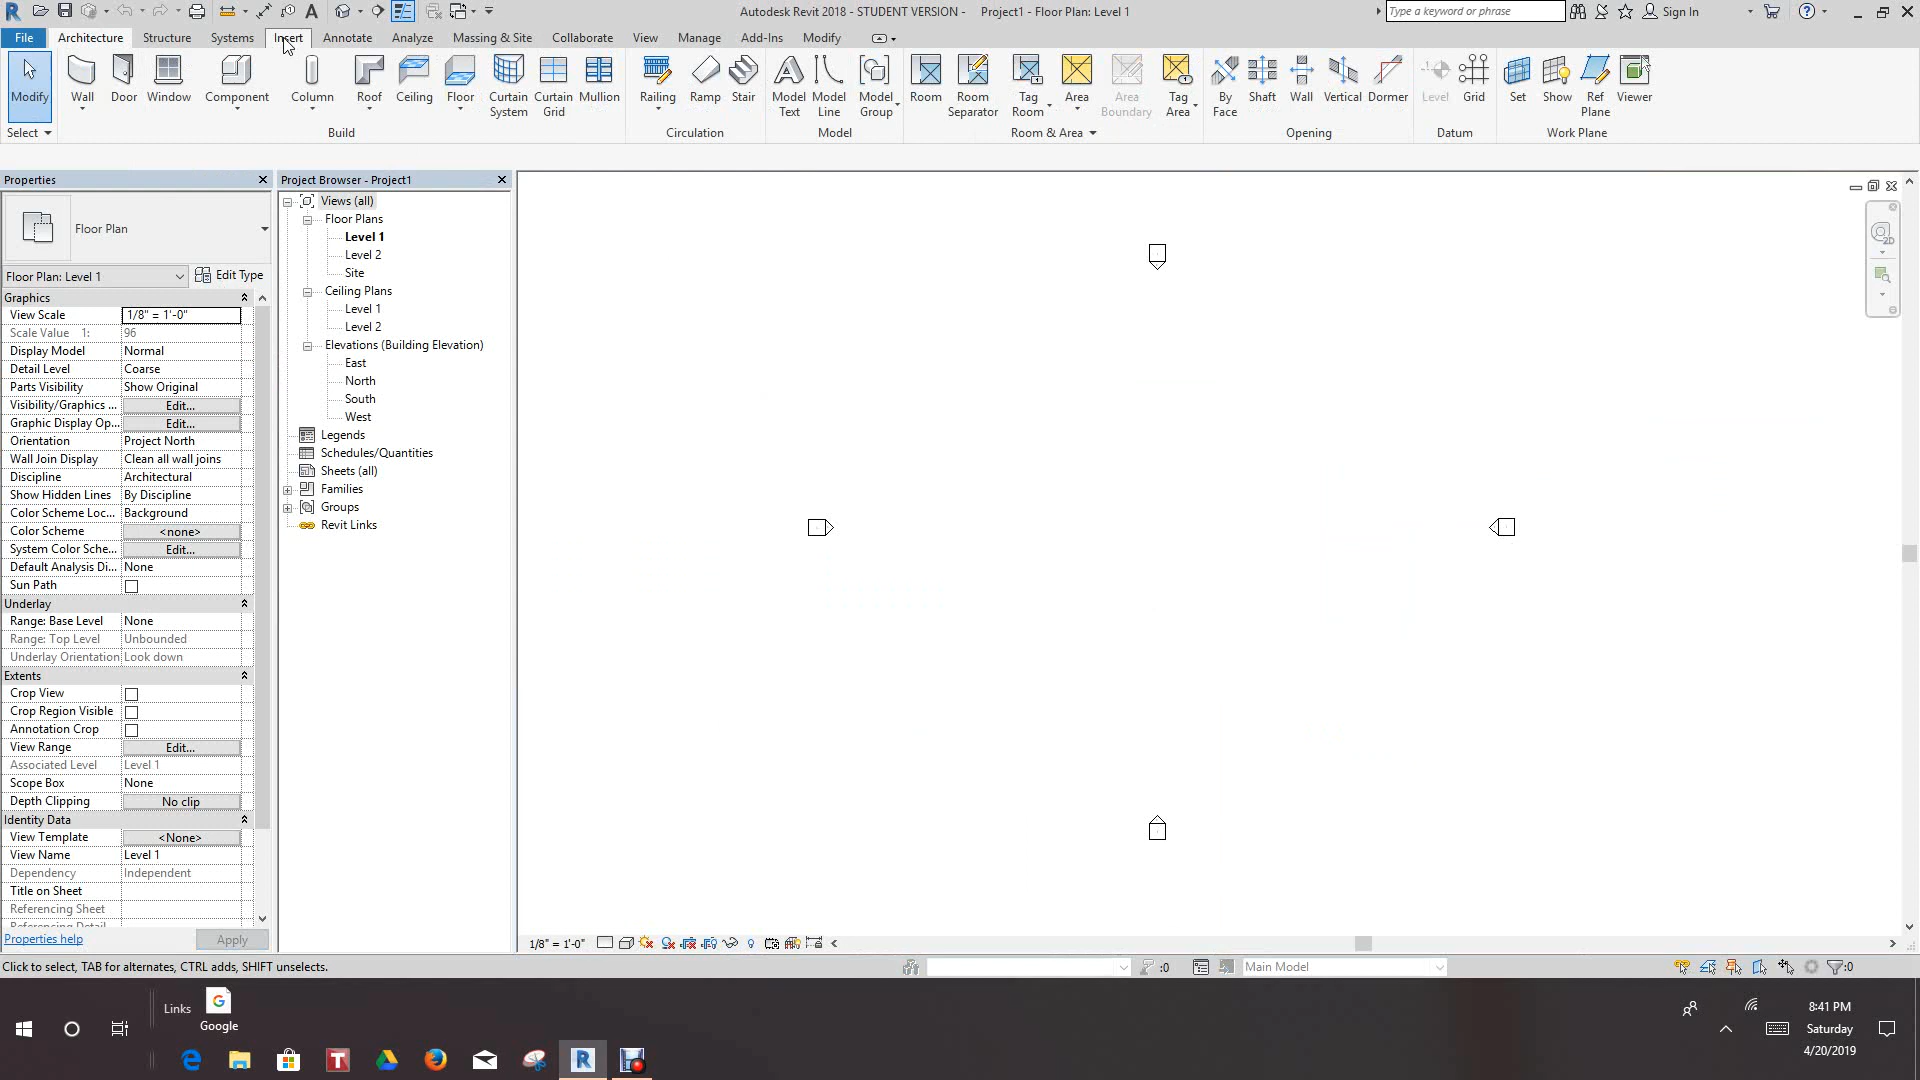 Autodesk Revit 2018 - STUDENT VERSION - Project1 - Floor Plan: Level 1
Type a keyword or phrase
Sign In
File Architecture Structure Systems Insert Annotate Analyze Massing & Site Collaborate View Manage Add-Ins Modify
Modify
Wall
Door
Window
Component
Column
Roof
Ceiling
Floor
Curtain System
Curtain Grid
Mullion
Railing
Ramp
Stair
Model Text
Model Line
Model Group
Room
Room Separator
Tag Room
Area
Area Boundary
Tag Area
By Face
Shaft
Wall
Vertical
Dormer
Level
Grid
Set
Show
Ref Plane
Viewer
Select
Build
Circulation
Model
Room & Area
Opening
Datum
Work Plane
Properties
Floor Plan
Floor Plan: Level 1
Edit Type
Graphics
View Scale 1/8" = 1'-0"
Scale Value 1: 96
Display Model Normal
Detail Level Coarse
Parts Visibility Show Original
Visibility/Graphics ... Edit...
Graphic Display Op... Edit...
Orientation Project North
Wall Join Display Clean all wall joins
Discipline Architectural
Show Hidden Lines By Discipline
Color Scheme Loc... Background
Color Scheme <none>
System Color Sche... Edit...
Default Analysis Di... None
Sun Path
Underlay
Range: Base Level None
Range: Top Level Unbounded
Underlay Orientation Look down
Extents
Crop View
Crop Region Visible
Annotation Crop
View Range Edit...
Associated Level Level 1
Scope Box None
Depth Clipping No clip
Identity Data
View Template <None>
View Name Level 1
Dependency Independent
Title on Sheet
Referencing Sheet
Referencing Detail
Properties help
Apply
Project Browser - Project1
Views (all)
Floor Plans
Level 1
Level 2
Site
Ceiling Plans
Level 1
Level 2
Elevations (Building Elevation)
East
North
South
West
Legends
Schedules/Quantities
Sheets (all)
Families
Groups
Revit Links
2D
1/8" = 1'-0"
Click to select, TAB for alternates, CTRL adds, SHIFT unselects.
:0
Main Model
:0
Links
Google
8:41 PM
Saturday
4/20/2019